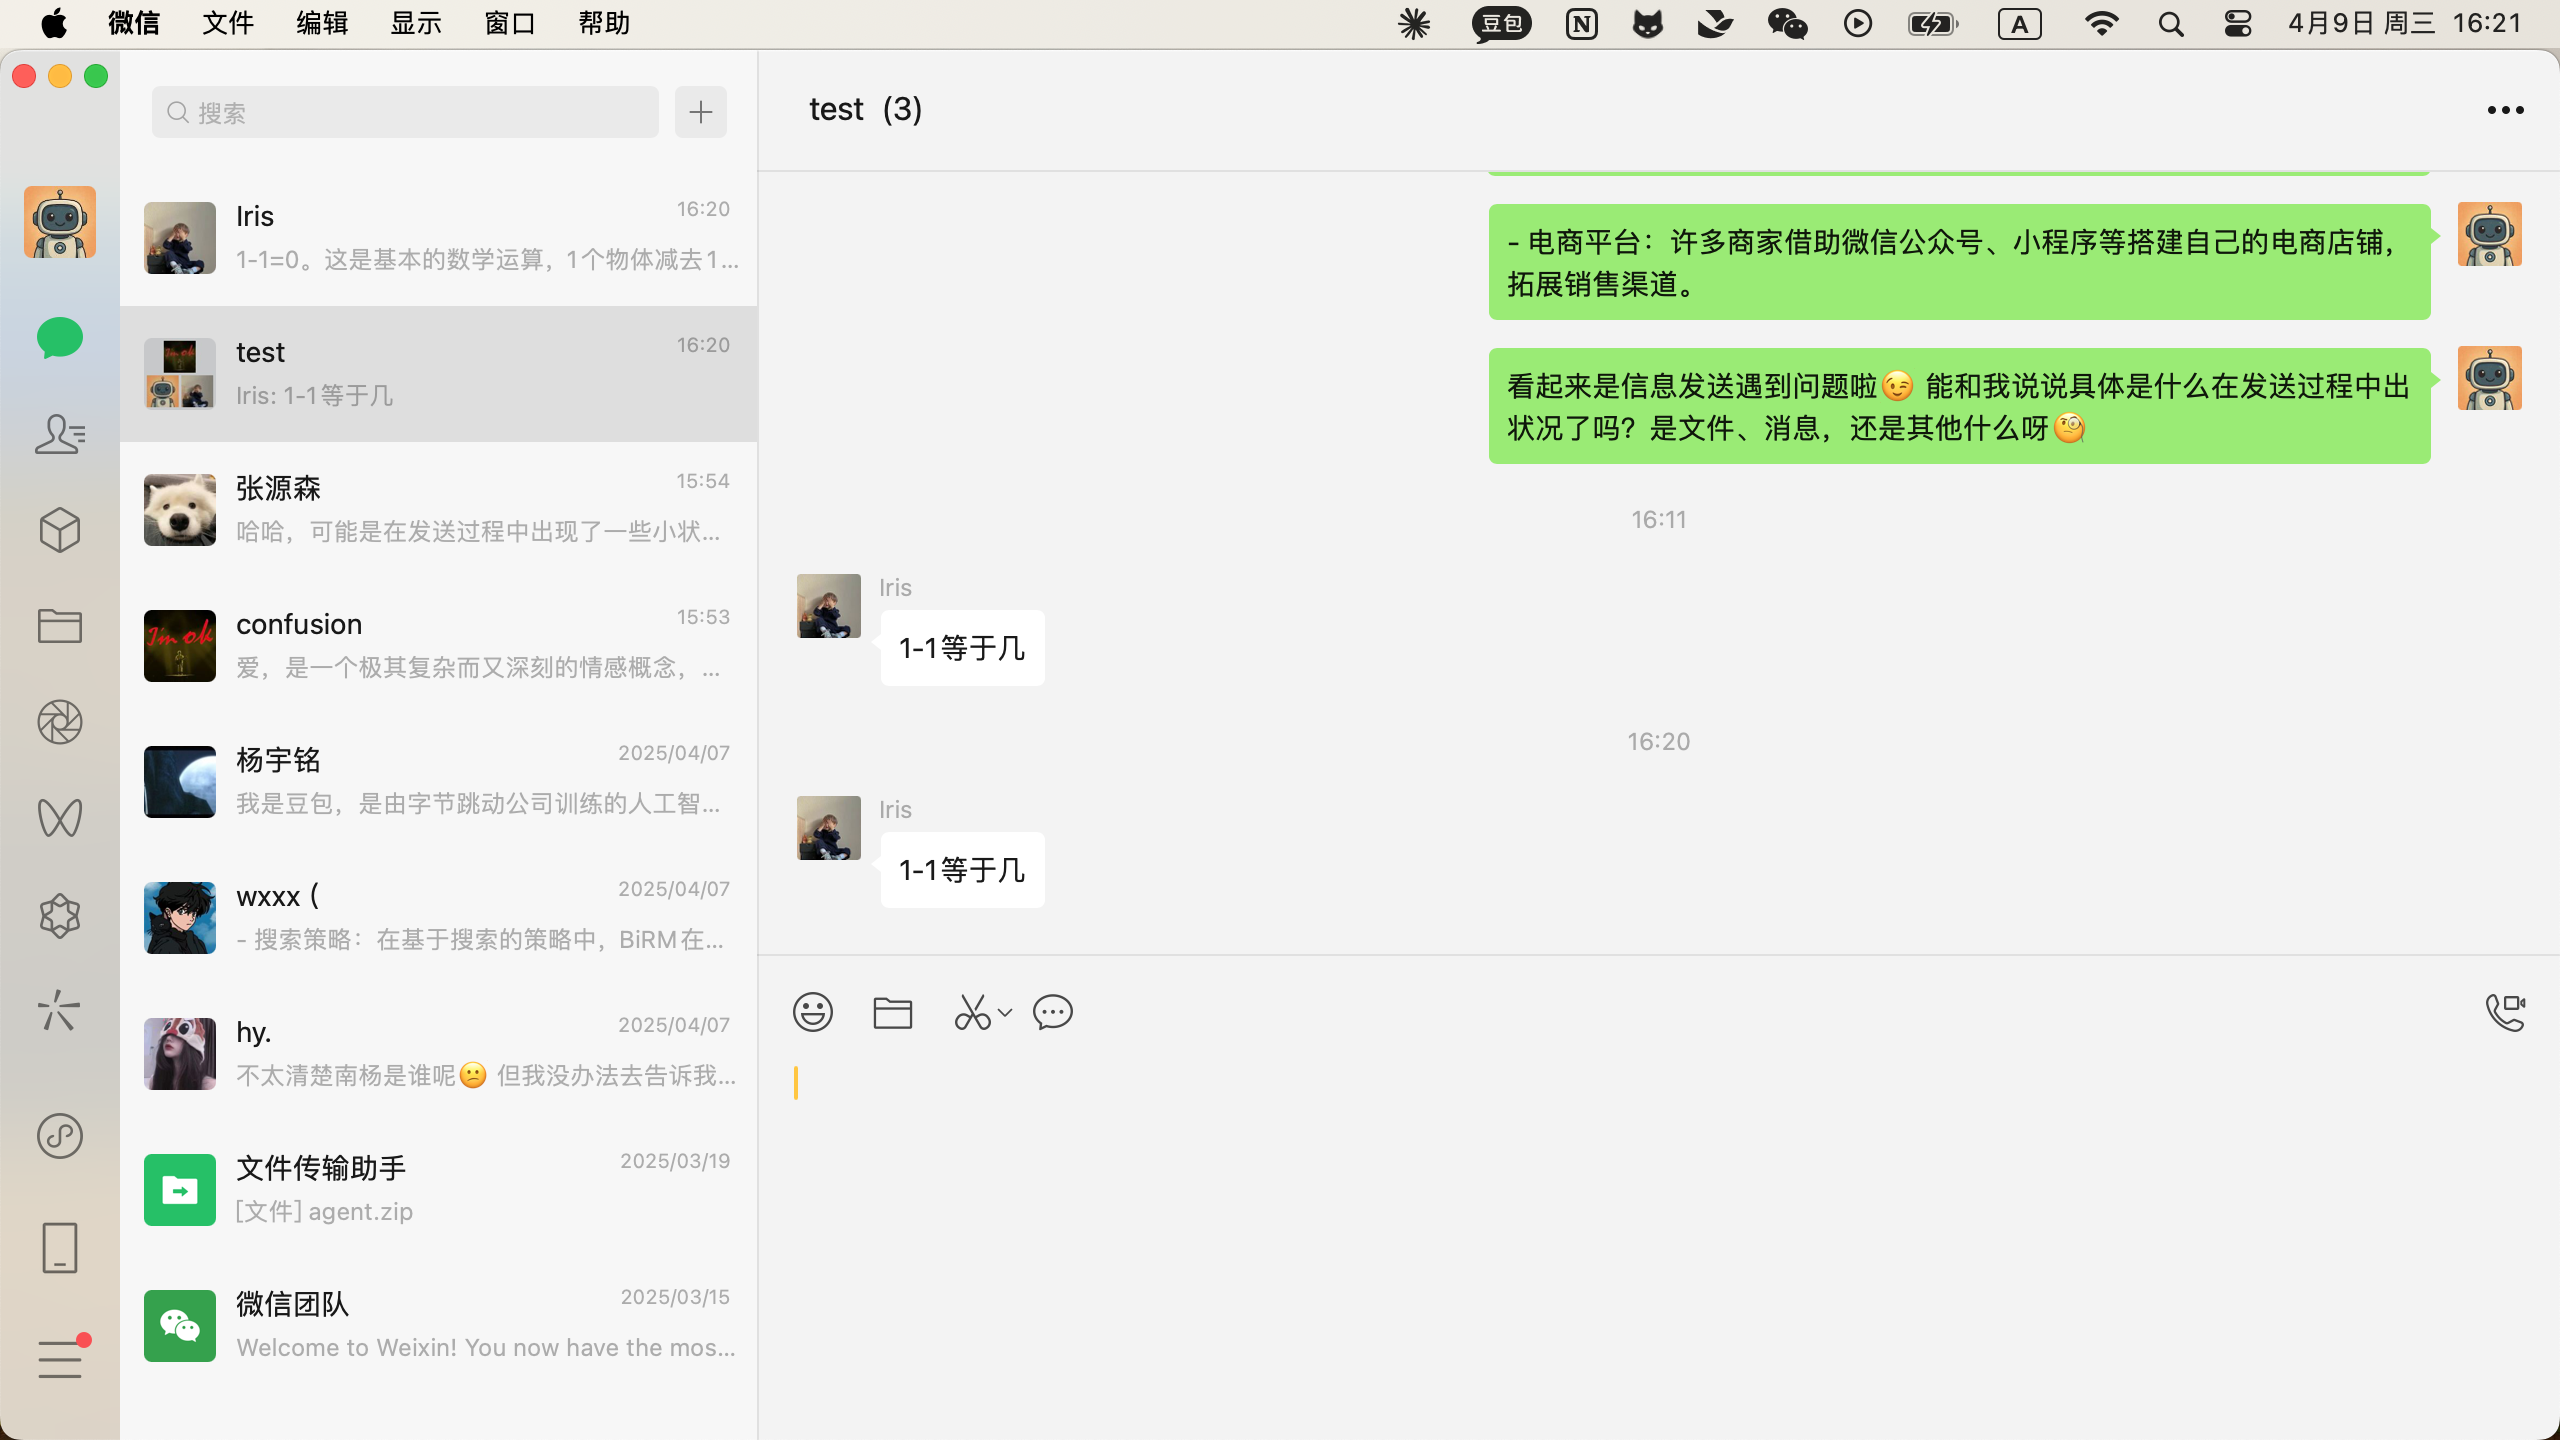 微信 文件 编辑 显示 窗口 帮助 豆包 N A 4月9日 周三 16:21
搜索
test (3)
Iris 16:20
1-1=0。这是基本的数学运算，1个物体减去1...
test 16:20
Iris: 1-1等于几
张源森 15:54
哈哈，可能是在发送过程中出现了一些小状...
confusion 15:53
爱，是一个极其复杂而又深刻的情感概念，...
杨宇铭 2025/04/07
我是豆包，是由字节跳动公司训练的人工智...
wxxx ( 2025/04/07
- 搜索策略：在基于搜索的策略中，BiRM在...
hy. 2025/04/07
不太清楚南杨是谁呢😕 但我没办法去告诉我...
文件传输助手 2025/03/19
[文件] agent.zip
微信团队 2025/03/15
Welcome to Weixin! You now have the mos...
I'm ok
- 电商平台：许多商家借助微信公众号、小程序等搭建自己的电商店铺，
拓展销售渠道。
看起来是信息发送遇到问题啦😉 能和我说说具体是什么在发送过程中出
状况了吗？是文件、消息，还是其他什么呀🧐
16:11
Iris
1-1等于几
16:20
Iris
1-1等于几